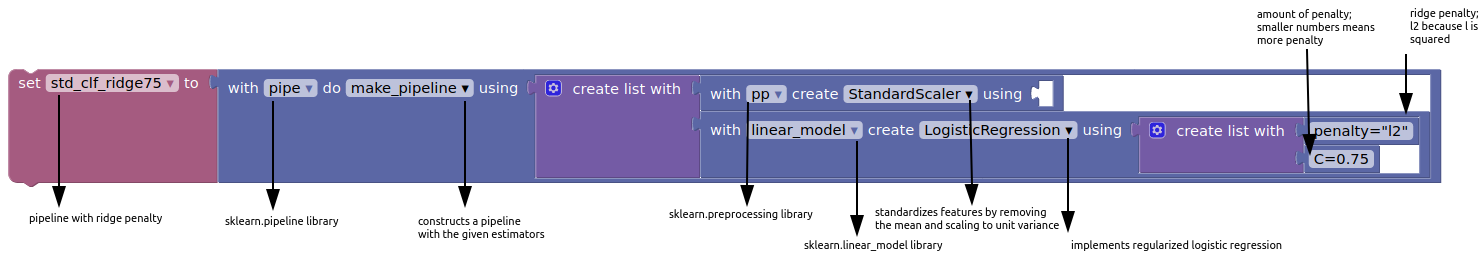 amount of penalty;
smaller numbers means
more penalty
ridge penalty;
l2 because l is
squared
set std_clf_ridge75 to
with pipe do make_pipeline using
create list with
with pp create StandardScaler using
with linear_model create LogisticRegression using
create list with
penalty="l2"
C=0.75
pipeline with ridge penalty
sklearn.pipeline library
constructs a pipeline
with the given estimators
sklearn.preprocessing library
sklearn.linear_model library
standardizes features by removing
the mean and scaling to unit variance
implements regularized logistic regression